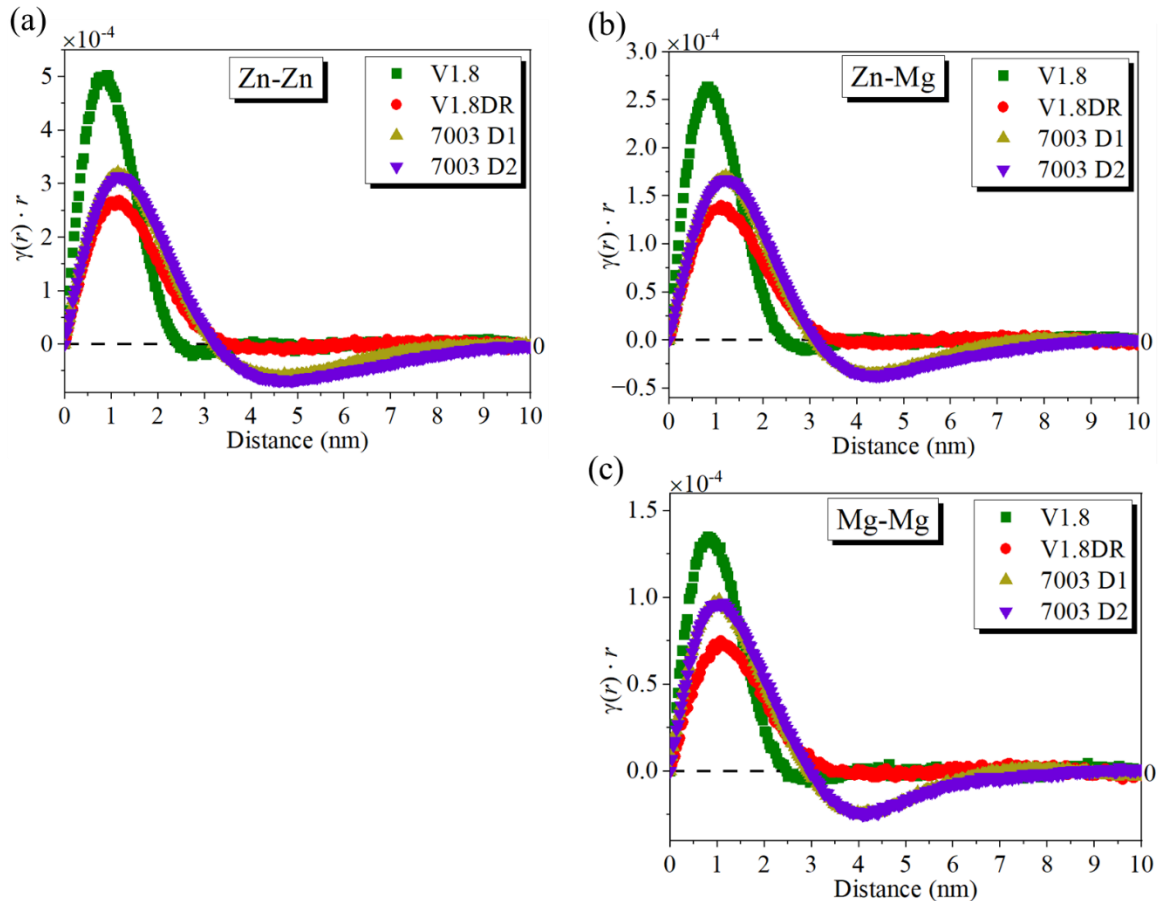 (a)
×10⁻⁴
Zn-Zn
V1.8
V1.8DR
7003 D1
7003 D2
5
4
3
2
1
0
γ(r) · r
0
0 1 2 3 4 5 6 7 8 9 10
Distance (nm)
(b)
×10⁻⁴
Zn-Mg
V1.8
V1.8DR
7003 D1
7003 D2
3.0
2.5
2.0
1.5
1.0
0.5
0.0
−0.5
γ(r) · r
0
0 1 2 3 4 5 6 7 8 9 10
Distance (nm)
(c)
×10⁻⁴
Mg-Mg
V1.8
V1.8DR
7003 D1
7003 D2
1.5
1.0
0.5
0.0
γ(r) · r
0
0 1 2 3 4 5 6 7 8 9 10
Distance (nm)